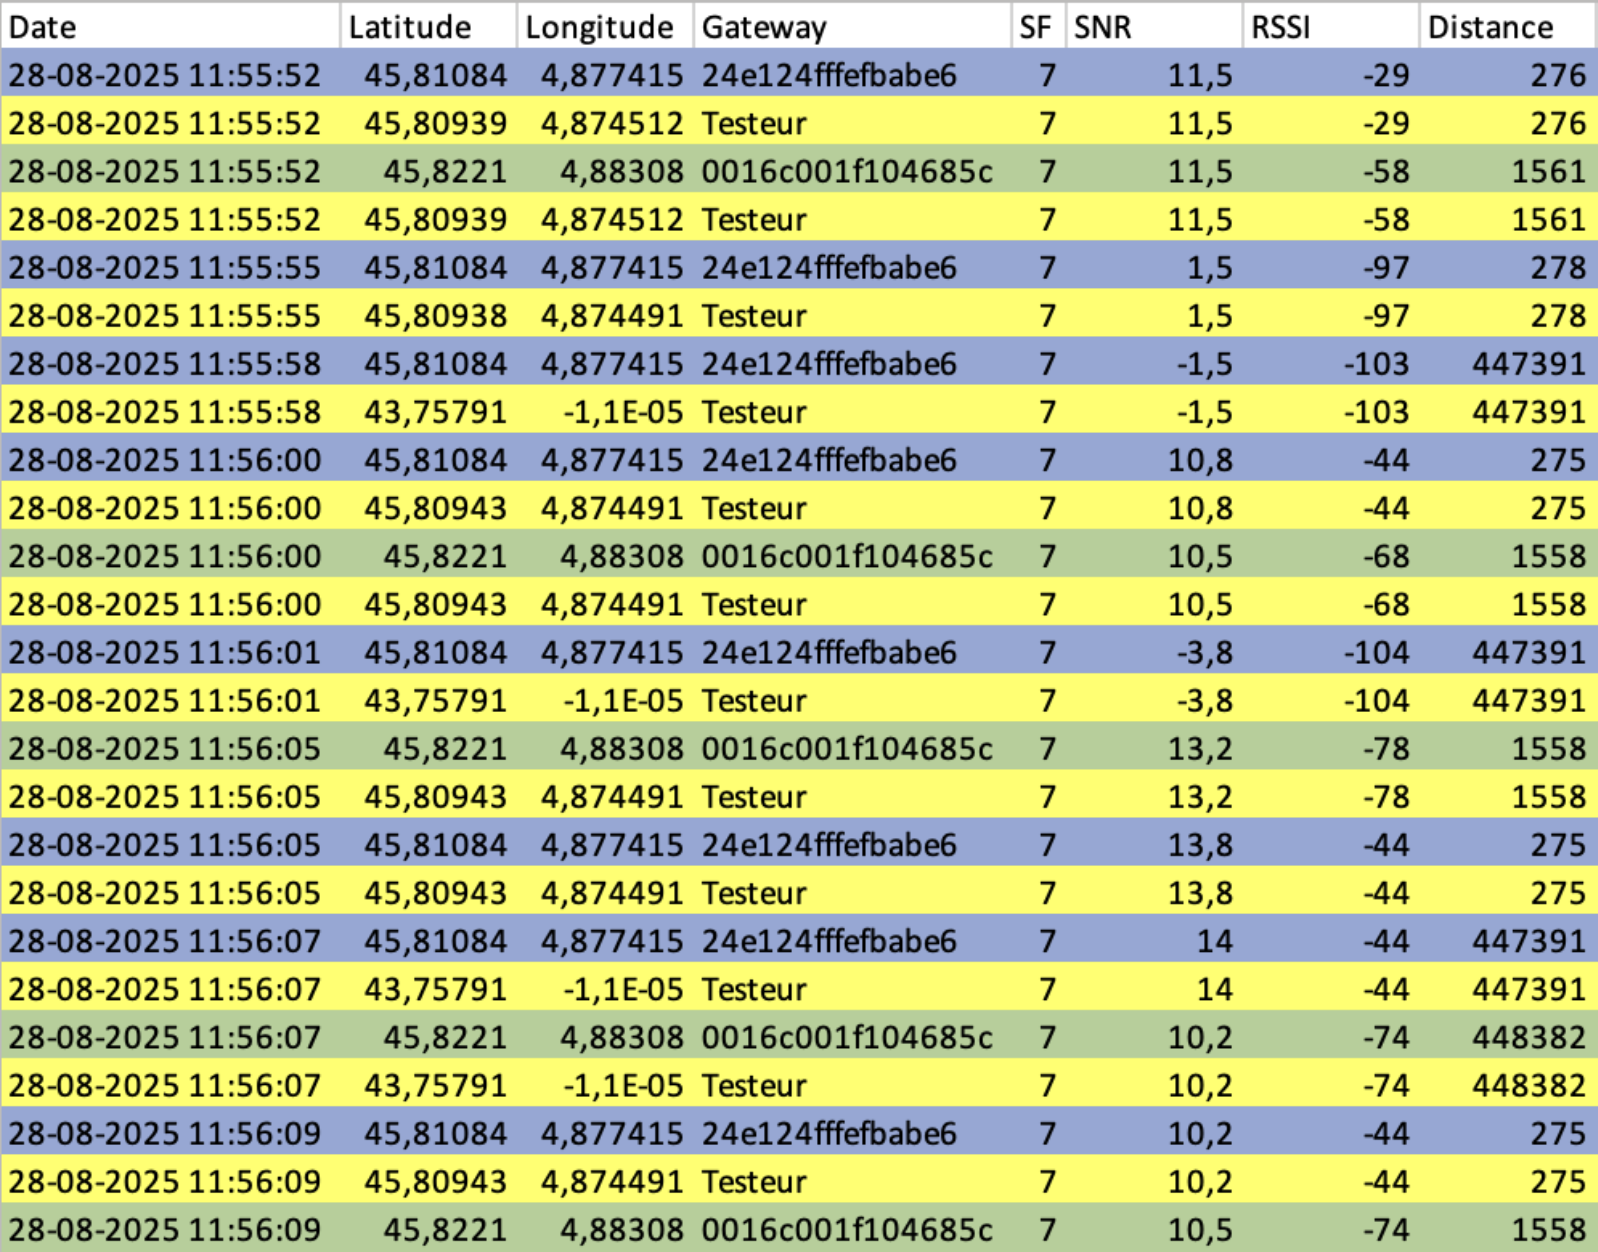 Date Latitude Longitude Gateway SF SNR RSSI Distance
28-08-2025 11:55:52 45,81084 4,877415 24e124fffefbabe6 7 11,5 -29 276
28-08-2025 11:55:52 45,80939 4,874512 Testeur 7 11,5 -29 276
28-08-2025 11:55:52 45,8221 4,88308 0016c001f104685c 7 11,5 -58 1561
28-08-2025 11:55:52 45,80939 4,874512 Testeur 7 11,5 -58 1561
28-08-2025 11:55:55 45,81084 4,877415 24e124fffefbabe6 7 1,5 -97 278
28-08-2025 11:55:55 45,80938 4,874491 Testeur 7 1,5 -97 278
28-08-2025 11:55:58 45,81084 4,877415 24e124fffefbabe6 7 -1,5 -103 447391
28-08-2025 11:55:58 43,75791 -1,1E-05 Testeur 7 -1,5 -103 447391
28-08-2025 11:56:00 45,81084 4,877415 24e124fffefbabe6 7 10,8 -44 275
28-08-2025 11:56:00 45,80943 4,874491 Testeur 7 10,8 -44 275
28-08-2025 11:56:00 45,8221 4,88308 0016c001f104685c 7 10,5 -68 1558
28-08-2025 11:56:00 45,80943 4,874491 Testeur 7 10,5 -68 1558
28-08-2025 11:56:01 45,81084 4,877415 24e124fffefbabe6 7 -3,8 -104 447391
28-08-2025 11:56:01 43,75791 -1,1E-05 Testeur 7 -3,8 -104 447391
28-08-2025 11:56:05 45,8221 4,88308 0016c001f104685c 7 13,2 -78 1558
28-08-2025 11:56:05 45,80943 4,874491 Testeur 7 13,2 -78 1558
28-08-2025 11:56:05 45,81084 4,877415 24e124fffefbabe6 7 13,8 -44 275
28-08-2025 11:56:05 45,80943 4,874491 Testeur 7 13,8 -44 275
28-08-2025 11:56:07 45,81084 4,877415 24e124fffefbabe6 7 14 -44 447391
28-08-2025 11:56:07 43,75791 -1,1E-05 Testeur 7 14 -44 447391
28-08-2025 11:56:07 45,8221 4,88308 0016c001f104685c 7 10,2 -74 448382
28-08-2025 11:56:07 43,75791 -1,1E-05 Testeur 7 10,2 -74 448382
28-08-2025 11:56:09 45,81084 4,877415 24e124fffefbabe6 7 10,2 -44 275
28-08-2025 11:56:09 45,80943 4,874491 Testeur 7 10,2 -44 275
28-08-2025 11:56:09 45,8221 4,88308 0016c001f104685c 7 10,5 -74 1558